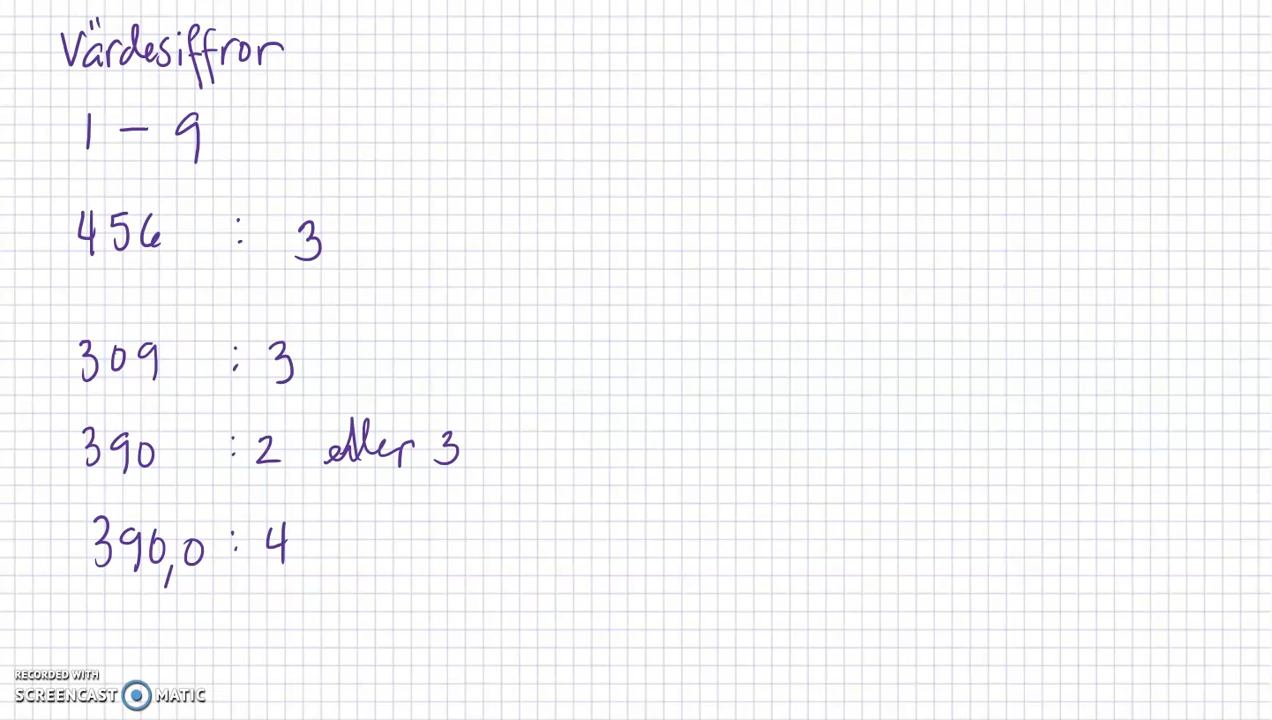 Värdesiffror
1 – 9
456 : 3
309 : 3
390 : 2 eller 3
390,0 : 4
RECORDED WITH
SCREENCAST MATIC